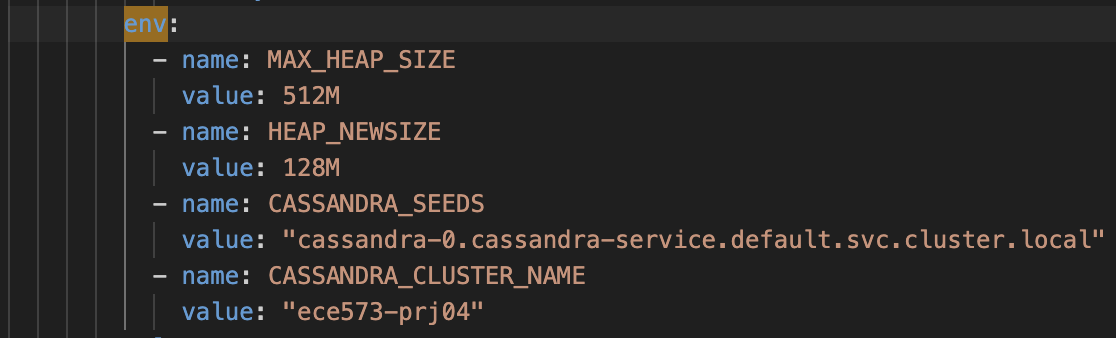 env:
- name: MAX_HEAP_SIZE
value: 512M
- name: HEAP_NEWSIZE
value: 128M
- name: CASSANDRA_SEEDS
value: "cassandra-0.cassandra-service.default.svc.cluster.local"
- name: CASSANDRA_CLUSTER_NAME
value: "ece573-prj04"